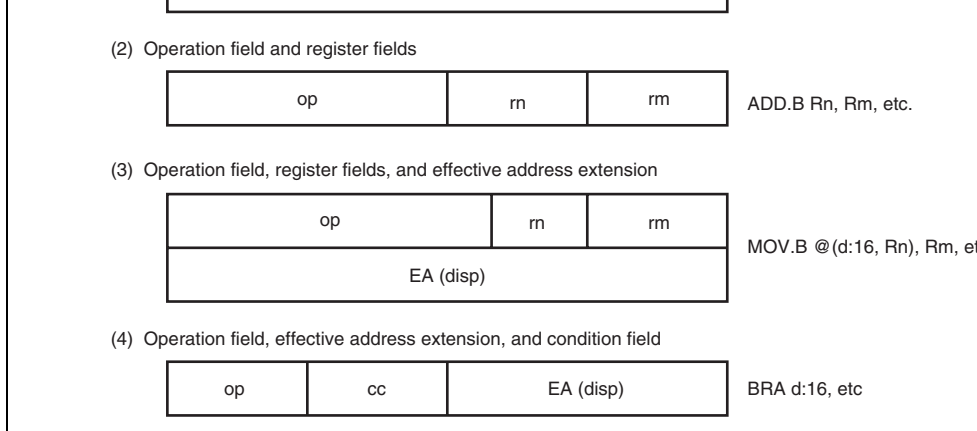 (2) Operation field and register fields
op rn rm ADD.B Rn, Rm, etc.
(3) Operation field, register fields, and effective address extension
op rn rm
MOV.B @(d:16, Rn), Rm, et
EA (disp)
(4) Operation field, effective address extension, and condition field
op cc EA (disp) BRA d:16, etc